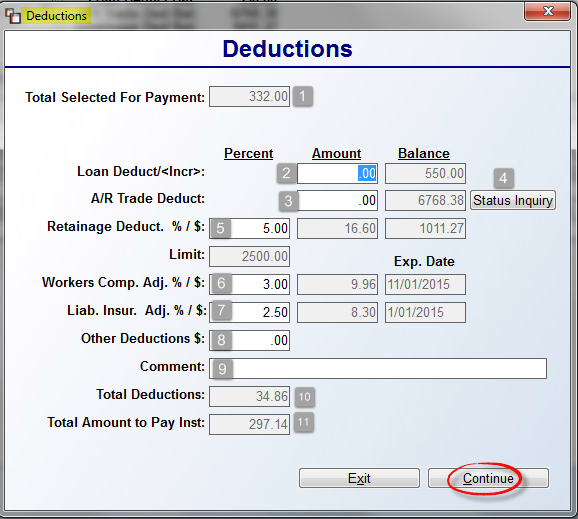 Deductions
Deductions
Total Selected For Payment: 332.00 1
Percent Amount Balance
Loan Deduct/<Incr>: 2 .00 550.00
4
A/R Trade Deduct: 3 .00 6768.38 Status Inquiry
Retainage Deduct. % / $: 5 5.00 16.60 1011.27
Limit: 2500.00
Exp. Date
Workers Comp. Adj. % / $: 6 3.00 9.96 11/01/2015
Liab. Insur. Adj. % / $: 7 2.50 8.30 1/01/2015
Other Deductions $: 8 .00
Comment: 9
Total Deductions: 34.86 10
Total Amount to Pay Inst: 297.14 11
Exit Continue